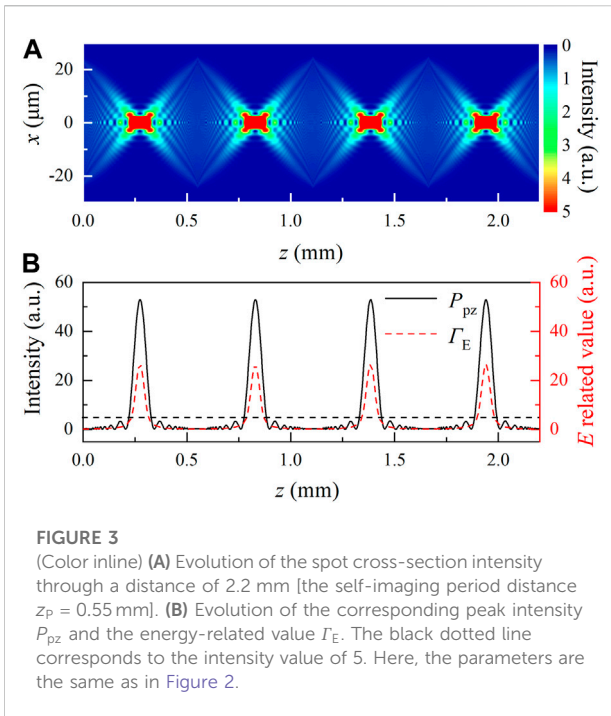 A
x (μm)
20
0
-20
0.0
0.5
1.0
1.5
2.0
z (mm)
0
1
2
3
4
5
Intensity (a.u.)
B
Intensity (a.u.)
60
40
20
0
P_pz
Γ_E
60
40
20
0
E related value (a.u.)
0.0
0.5
1.0
1.5
2.0
z (mm)
FIGURE 3
(Color inline) (A) Evolution of the spot cross-section intensity
through a distance of 2.2 mm [the self-imaging period distance
z_P = 0.55 mm]. (B) Evolution of the corresponding peak intensity
P_pz and the energy-related value Γ_E. The black dotted line
corresponds to the intensity value of 5. Here, the parameters are
the same as in Figure 2.